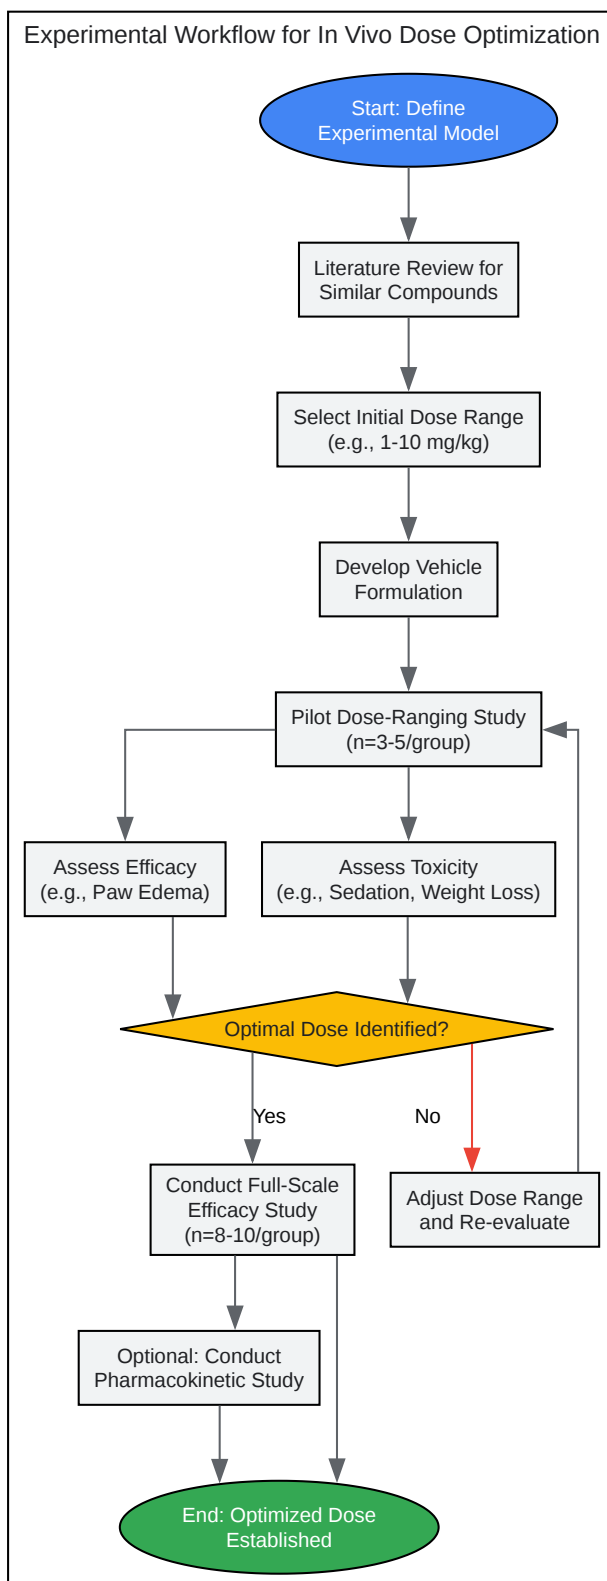 Experimental Workflow for In Vivo Dose Optimization
Start: Define
Experimental Model
Literature Review for
Similar Compounds
Select Initial Dose Range
(e.g., 1-10 mg/kg)
Develop Vehicle
Formulation
Pilot Dose-Ranging Study
(n=3-5/group)
Assess Efficacy
(e.g., Paw Edema)
Assess Toxicity
(e.g., Sedation, Weight Loss)
Optimal Dose Identified?
Yes
No
Conduct Full-Scale
Efficacy Study
(n=8-10/group)
Adjust Dose Range
and Re-evaluate
Optional: Conduct
Pharmacokinetic Study
End: Optimized Dose
Established